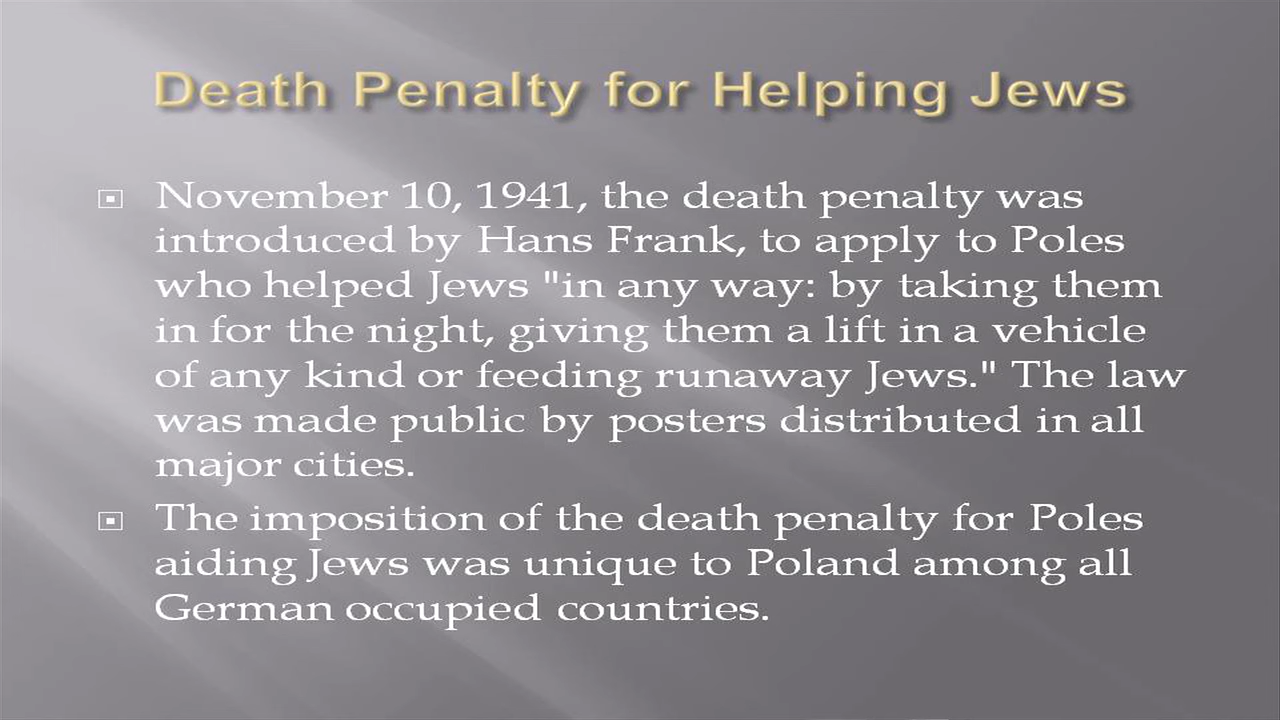 Death Penalty for Helping Jews
November 10, 1941, the death penalty was
introduced by Hans Frank, to apply to Poles
who helped Jews "in any way: by taking them
in for the night, giving them a lift in a vehicle
of any kind or feeding runaway Jews." The law
was made public by posters distributed in all
major cities.
The imposition of the death penalty for Poles
aiding Jews was unique to Poland among all
German occupied countries.